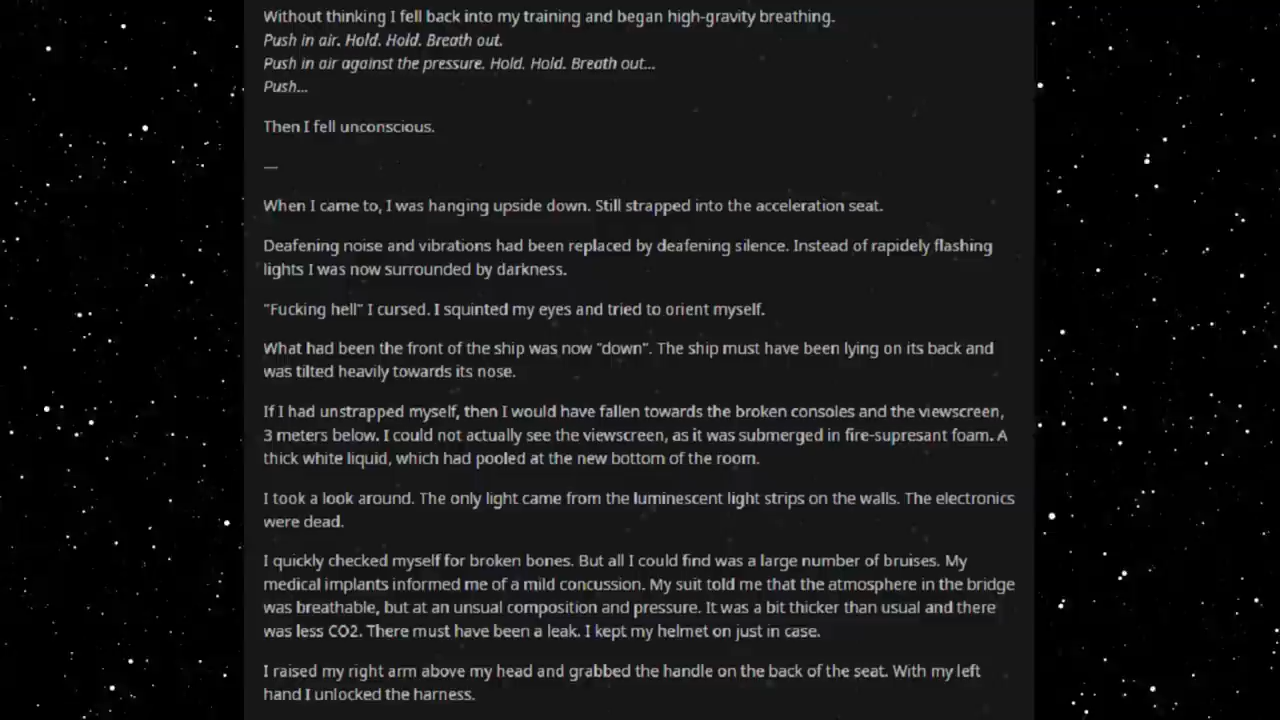 Without thinking I fell back into my training and began high-gravity breathing.
Push in air. Hold. Hold. Breath out.
Push in air against the pressure. Hold. Hold. Breath out...
Push...
Then I fell unconscious.
—
When I came to, I was hanging upside down. Still strapped into the acceleration seat.
Deafening noise and vibrations had been replaced by deafening silence. Instead of rapidely flashing
lights I was now surrounded by darkness.
"Fucking hell" I cursed. I squinted my eyes and tried to orient myself.
What had been the front of the ship was now "down". The ship must have been lying on its back and
was tilted heavily towards its nose.
If I had unstrapped myself, then I would have fallen towards the broken consoles and the viewscreen,
3 meters below. I could not actually see the viewscreen, as it was submerged in fire-supresant foam. A
thick white liquid, which had pooled at the new bottom of the room.
I took a look around. The only light came from the luminescent light strips on the walls. The electronics
were dead.
I quickly checked myself for broken bones. But all I could find was a large number of bruises. My
medical implants informed me of a mild concussion. My suit told me that the atmosphere in the bridge
was breathable, but at an unsual composition and pressure. It was a bit thicker than usual and there
was less CO2. There must have been a leak. I kept my helmet on just in case.
I raised my right arm above my head and grabbed the handle on the back of the seat. With my left
hand I unlocked the harness.